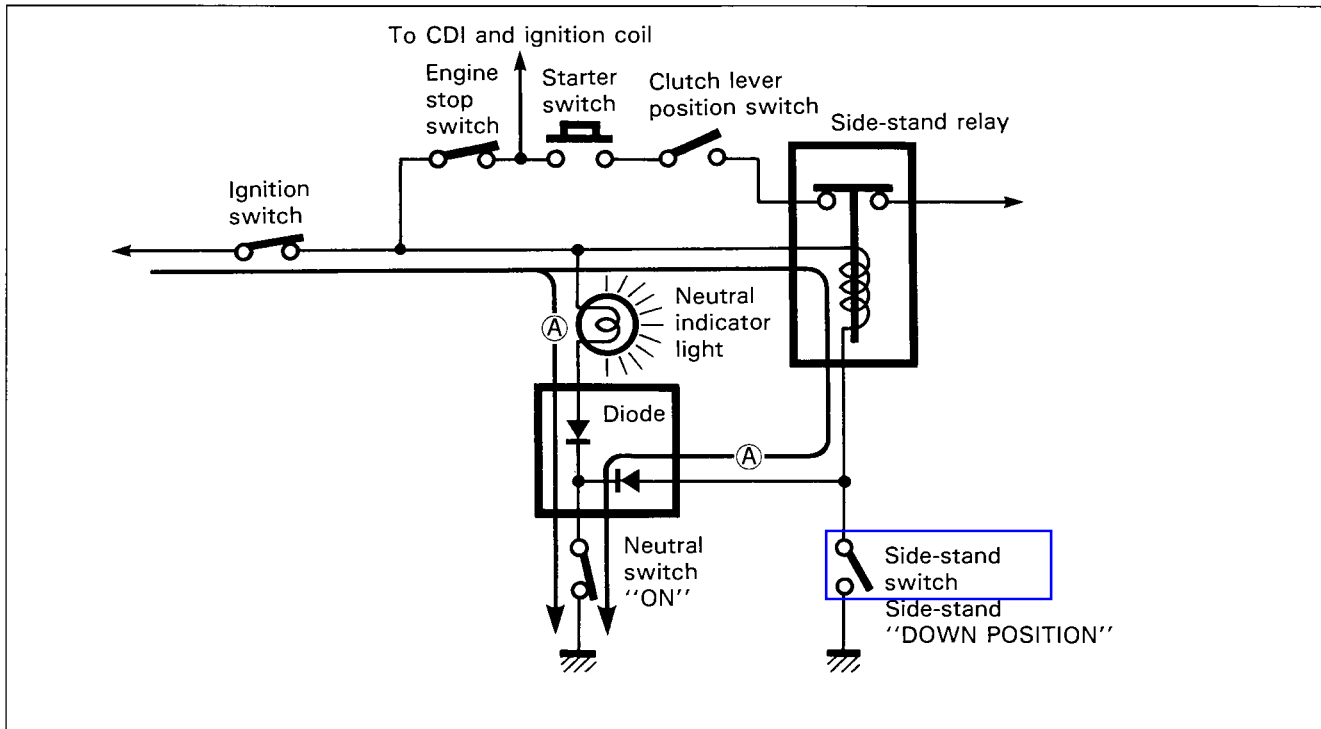 To CDI and ignition coil
Engine
stop
switch
Starter
switch
Clutch lever
position switch
Side-stand relay
Ignition
switch
A
Neutral
indicator
light
Diode
A
Neutral
switch
"ON"
Side-stand
switch
Side-stand
"DOWN POSITION"